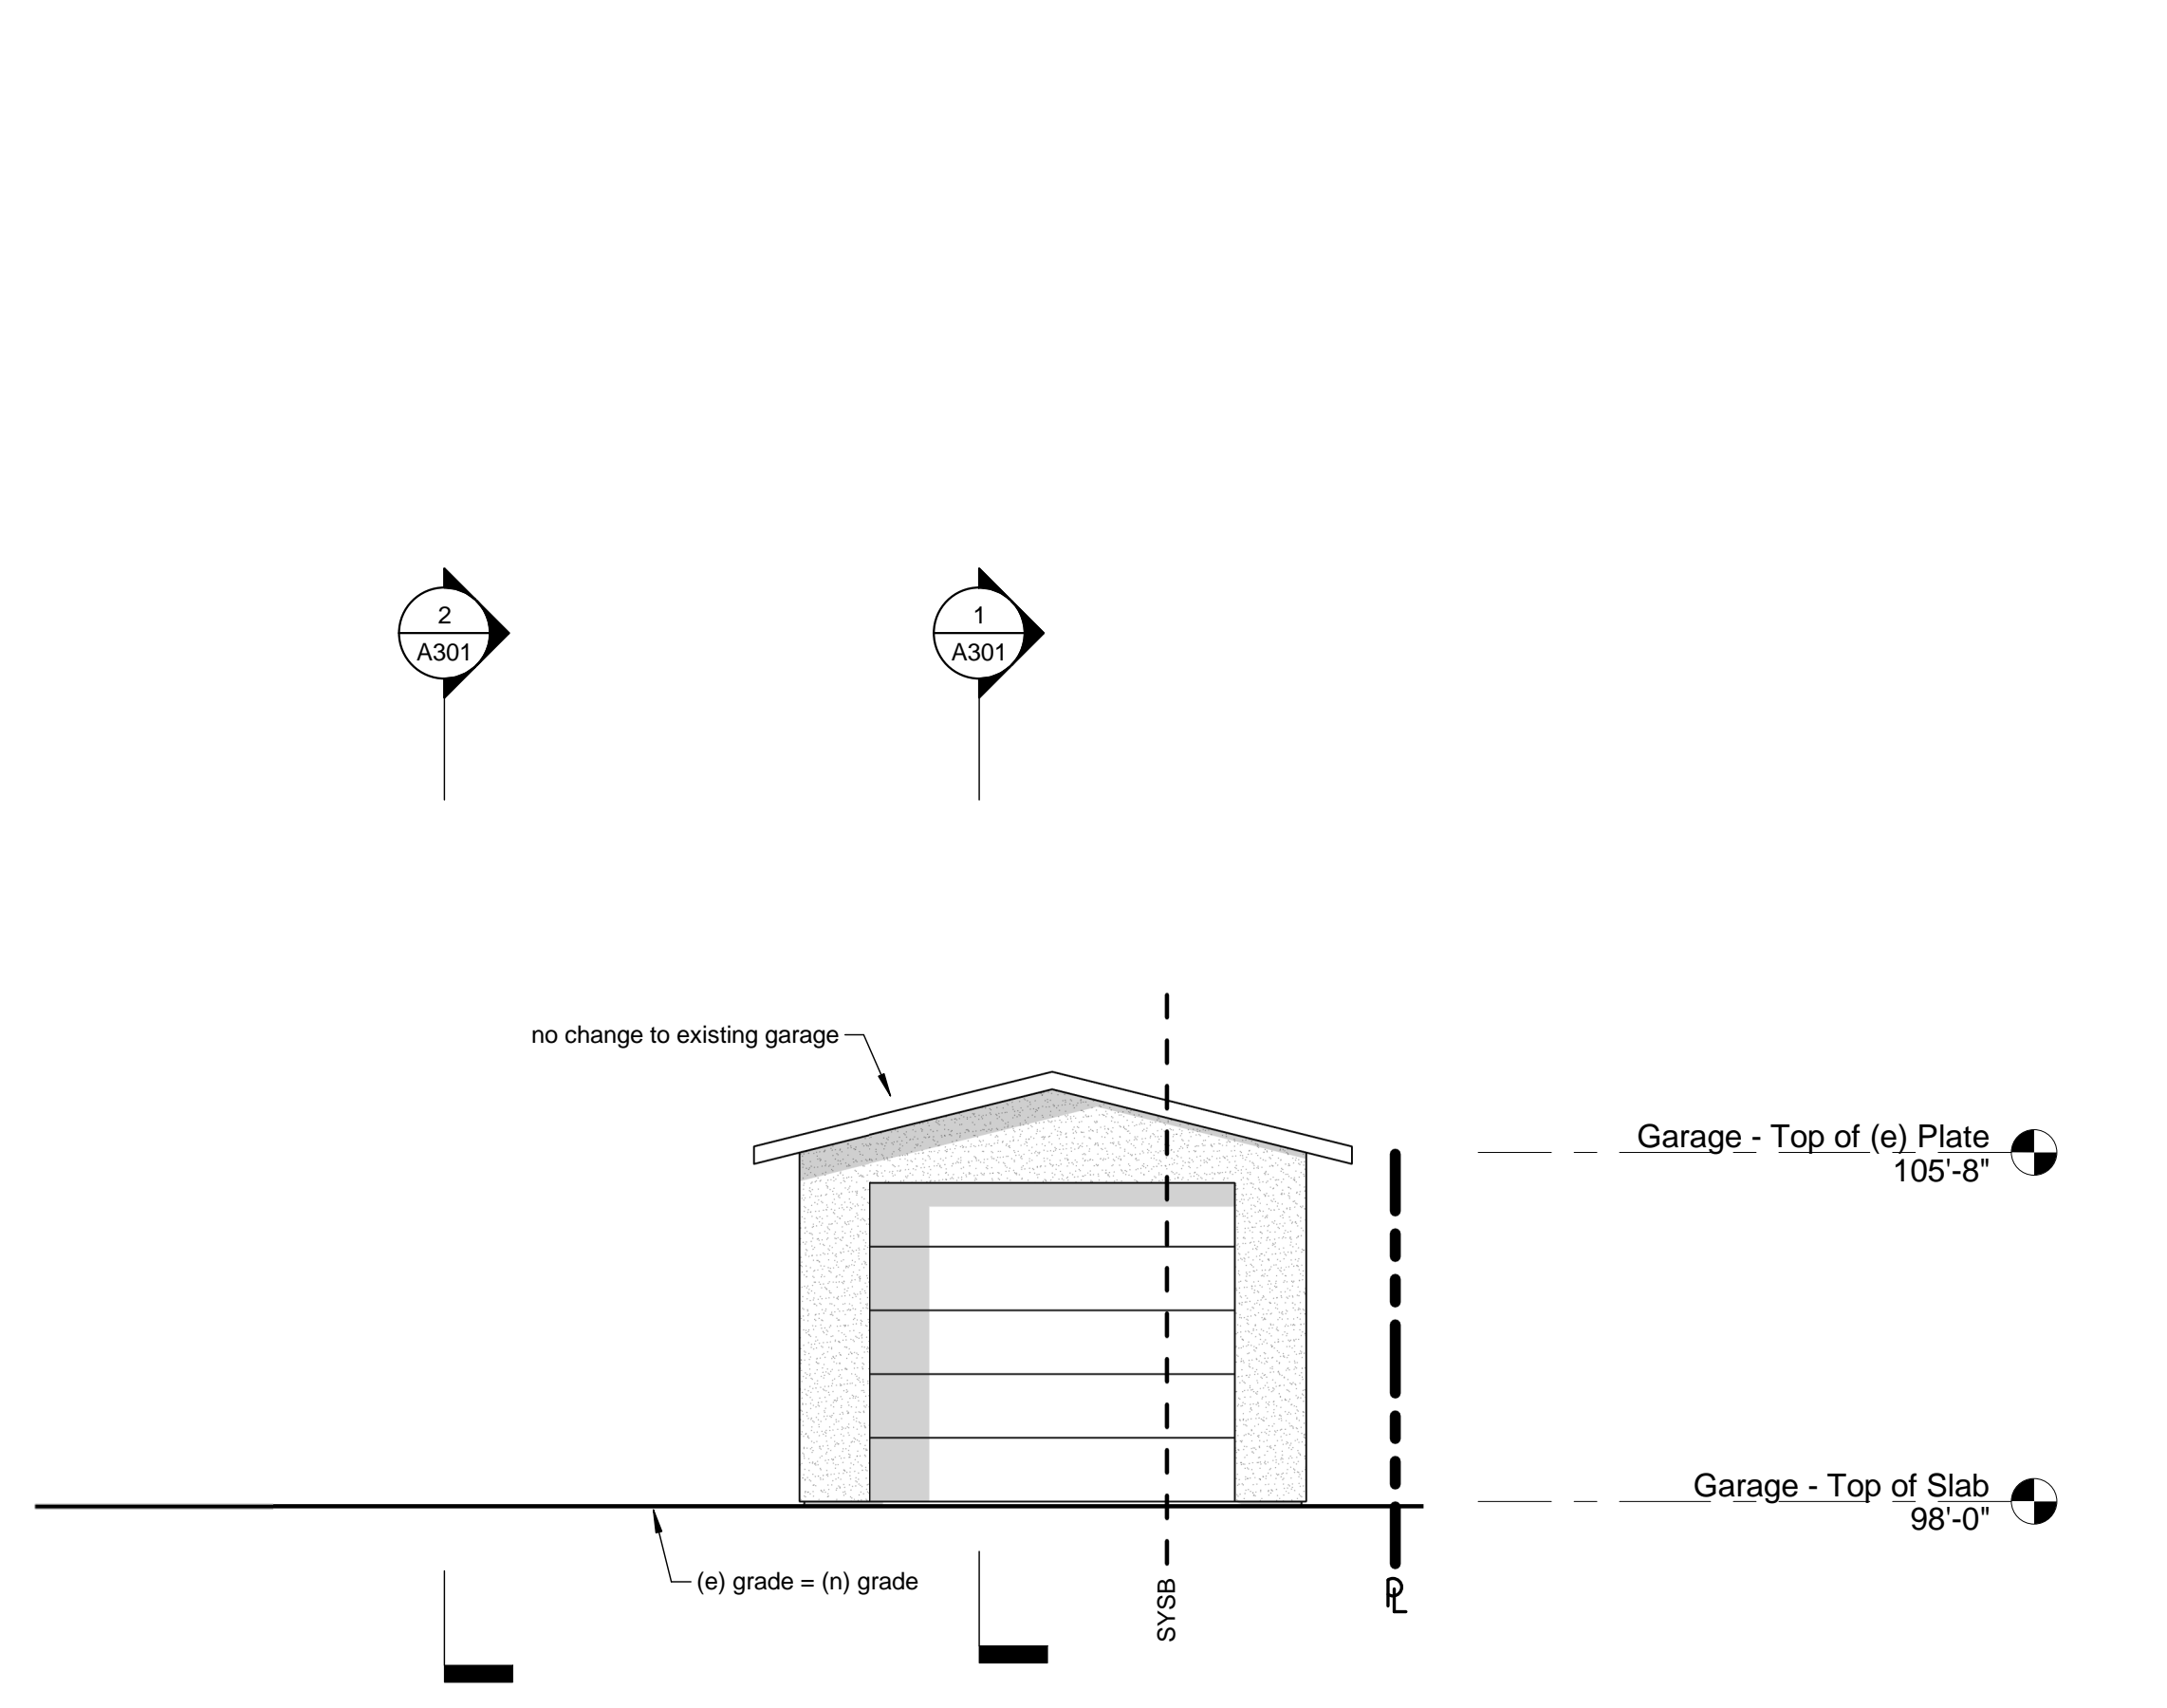 2
A301
1
A301
no change to existing garage
Garage - Top of (e) Plate
105'-8"
Garage - Top of Slab
98'-0"
(e) grade = (n) grade
SYSB
PL